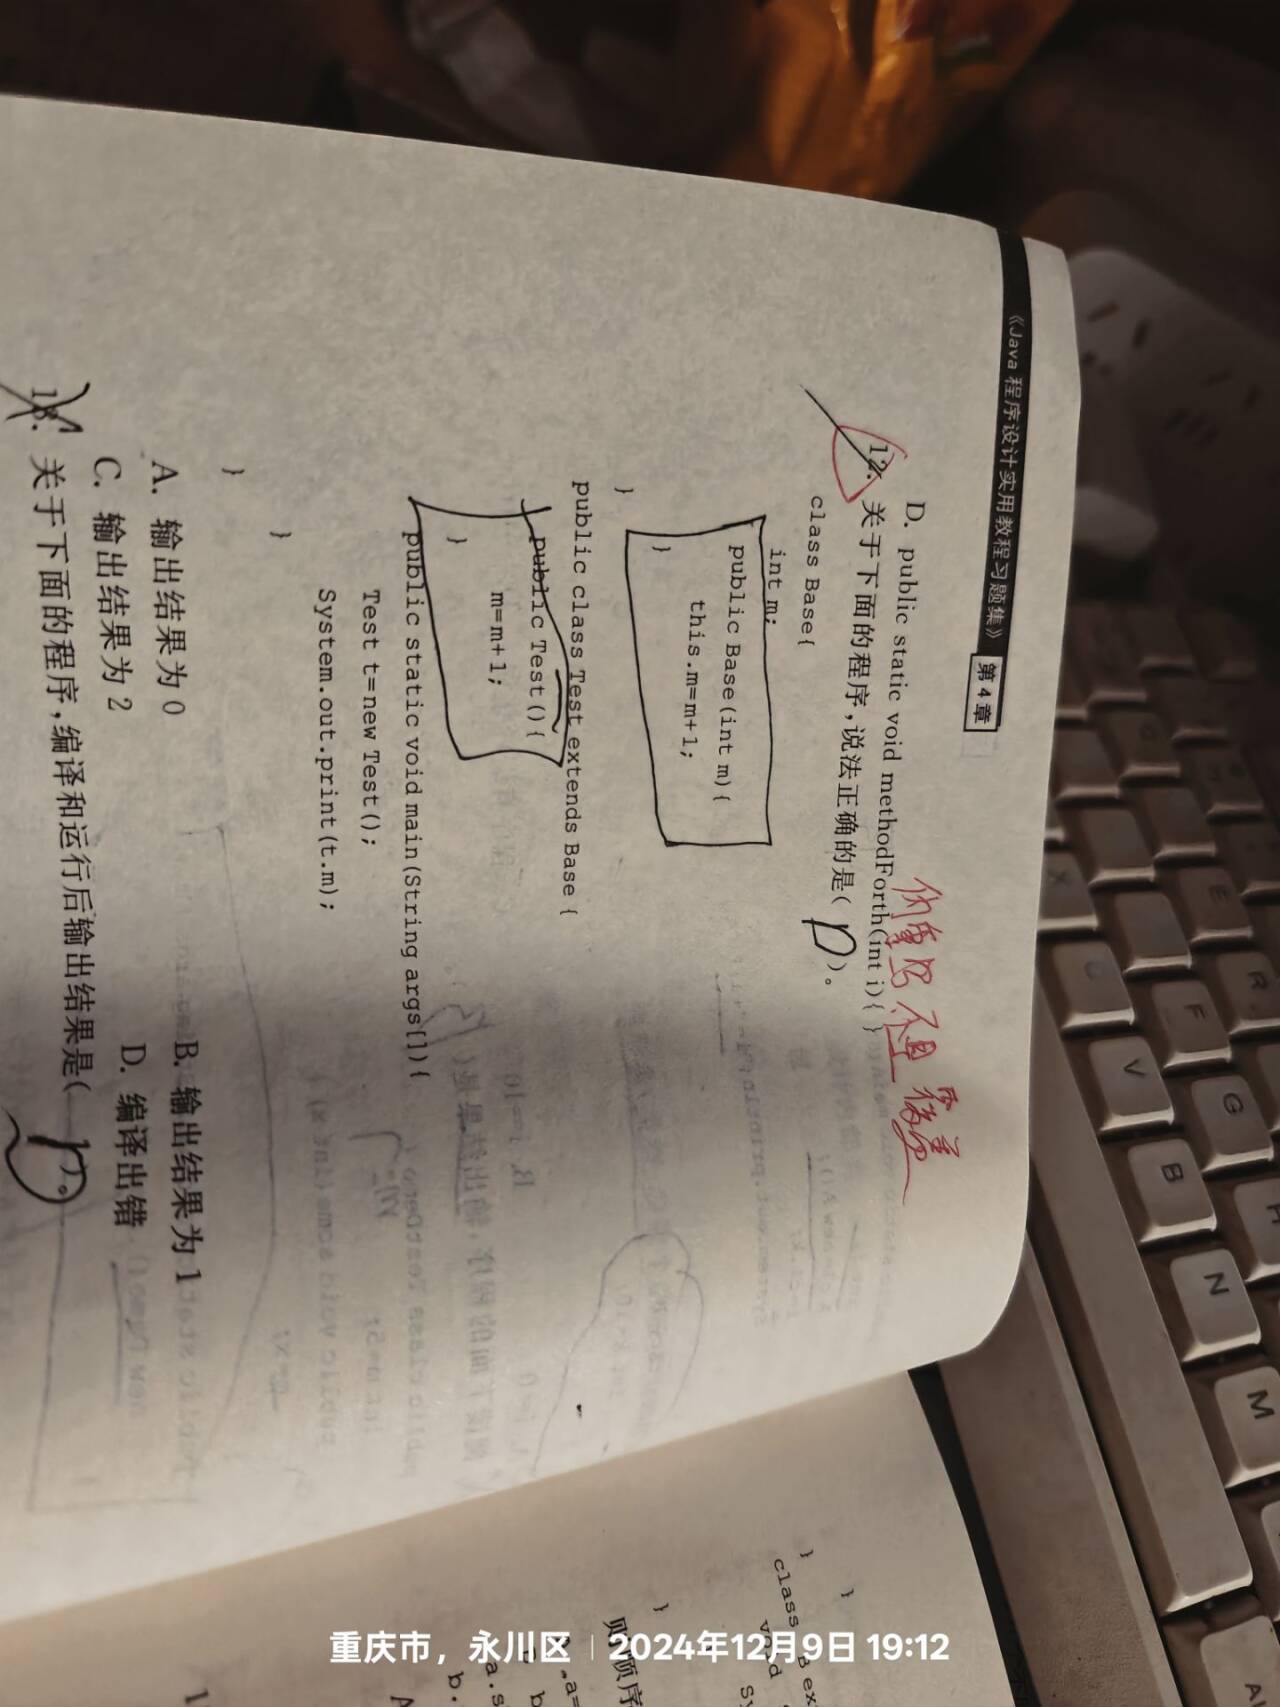 《Java 程序设计实用教程习题集》 第4章
D. public static void methodForth(int i){ }
12. 关于下面的程序,说法正确的是( D )。
class Base{
int m;
public Base(int m){
this.m=m+1;
}
}
public class Test extends Base{
public Test(){
m=m+1;
}
public static void main(String args[]){
Test t=new Test();
System.out.print(t.m);
}
}
A. 输出结果为 0
B. 输出结果为 1
C. 输出结果为 2
D. 编译出错
13. 关于下面的程序,编译和运行后输出结果是( D )。
}
}
class
void
}
重庆市，永川区 | 2024年12月9日 19:12